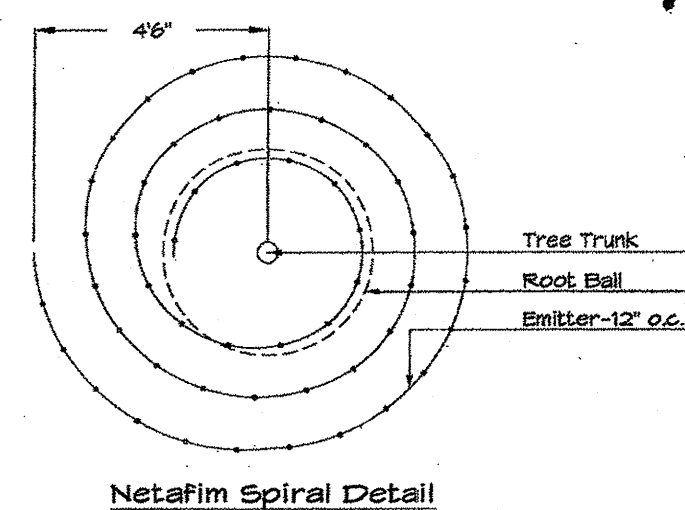 4'6"
Tree Trunk
Root Ball
Emitter-12" o.c.
Netafim Spiral Detail